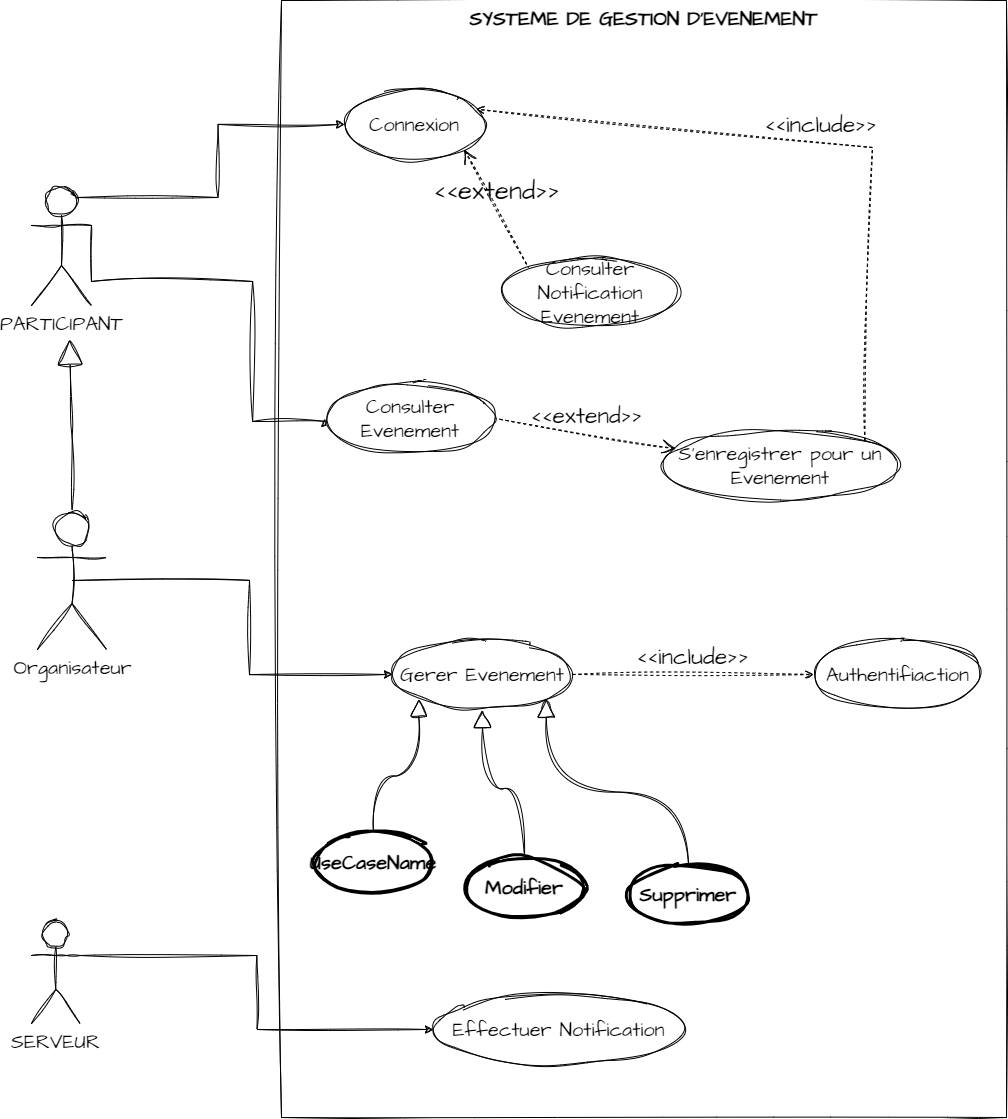 SYSTEME DE GESTION D'EVENEMENT
Connexion
<<include>>
<<extend>>
Consulter
Notification
Evenement
PARTICIPANT
Consulter
Evenement
<<extend>>
S'enregistrer pour un
Evenement
Organisateur
Gerer Evenement
<<include>>
Authentifiaction
UseCaseName
Modifier
Supprimer
Effectuer Notification
SERVEUR